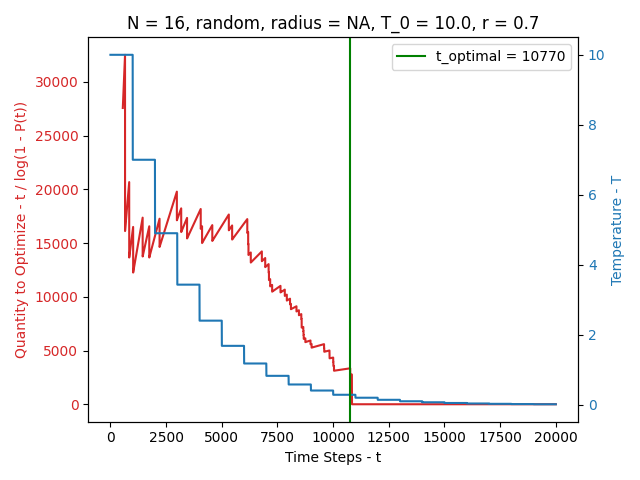 N = 16, random, radius = NA, T_0 = 10.0, r = 0.7
t_optimal = 10770
Quantity to Optimize - t / log(1 - P(t))
30000
25000
20000
15000
10000
5000
0
10
8
6
4
2
0
Temperature - T
0 2500 5000 7500 10000 12500 15000 17500 20000
Time Steps - t